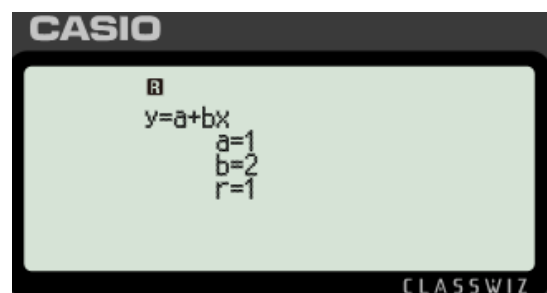 CASIO
R
y=a+bx
a=1
b=2
r=1
CLASSWIZ